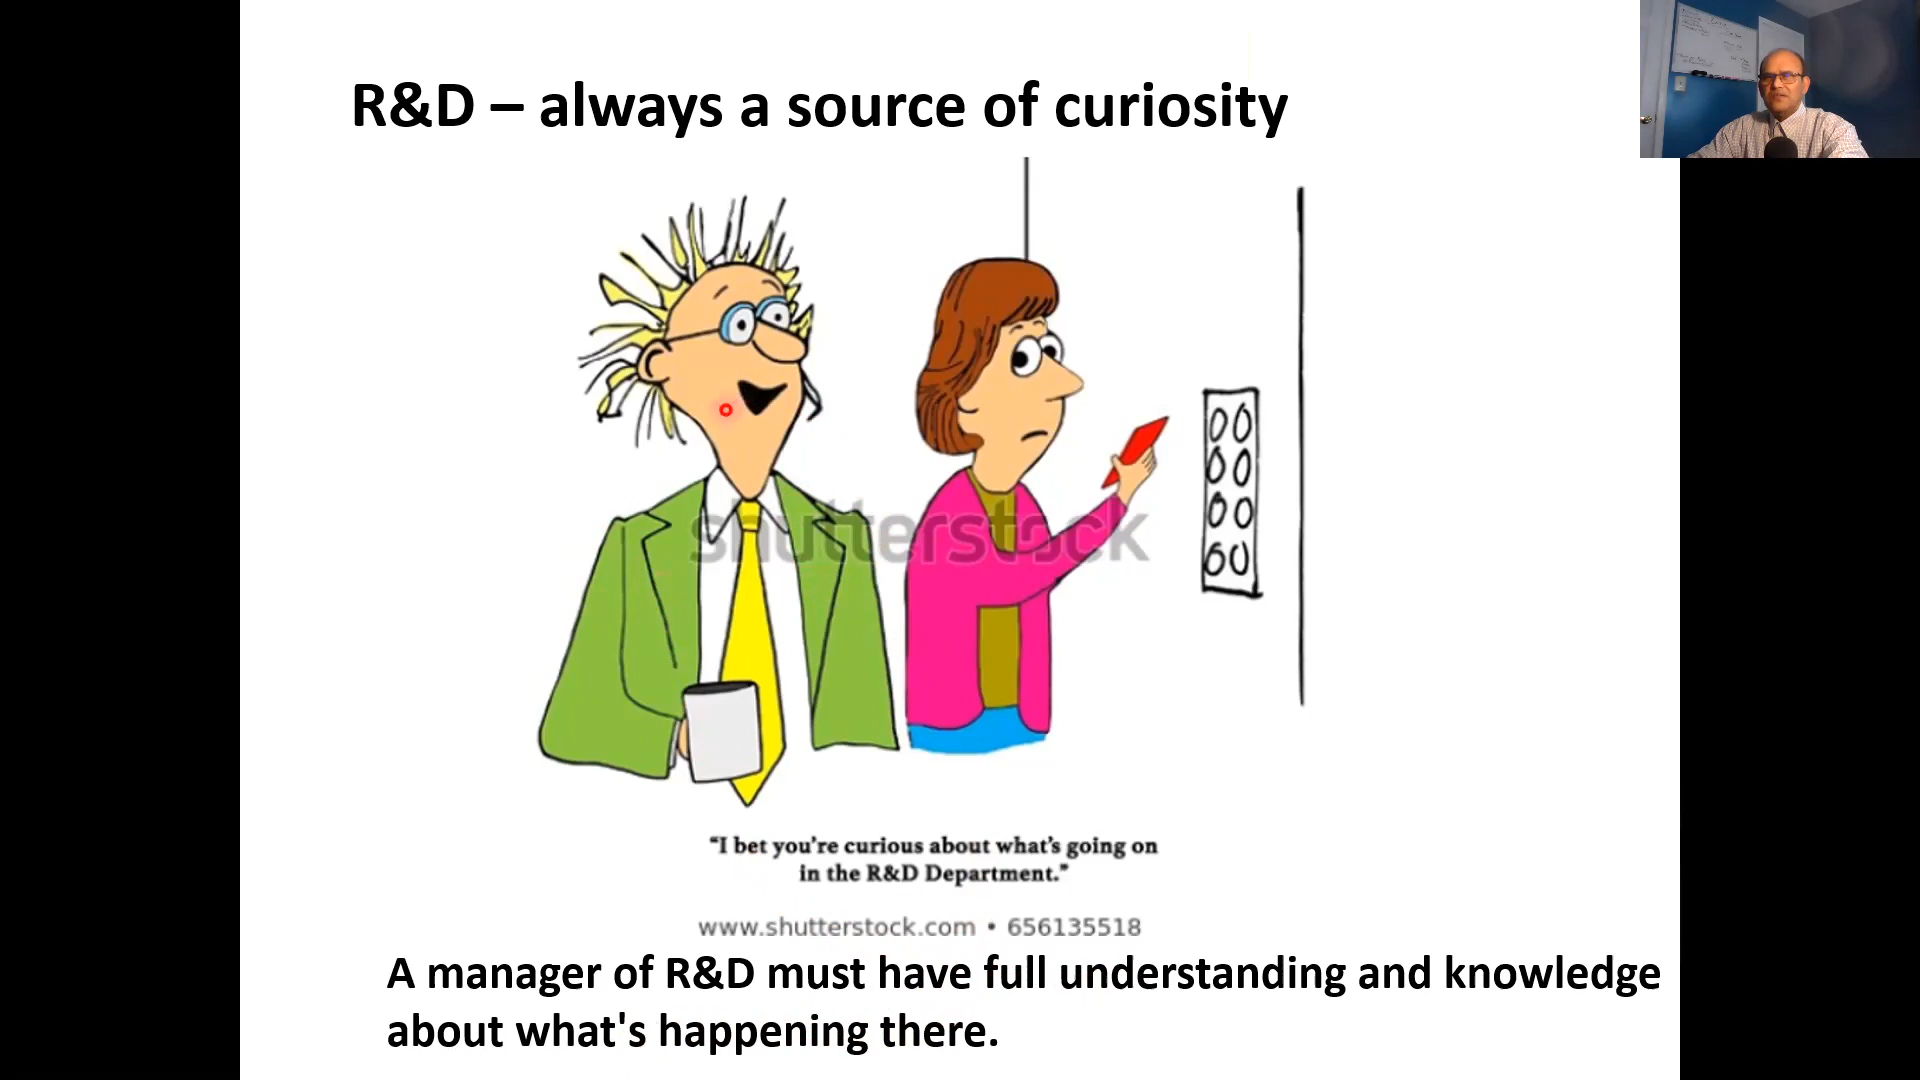 R&D – always a source of curiosity
shutterstock
"I bet you're curious about what's going on
in the R&D Department."
www.shutterstock.com • 656135518
A manager of R&D must have full understanding and knowledge
about what's happening there.